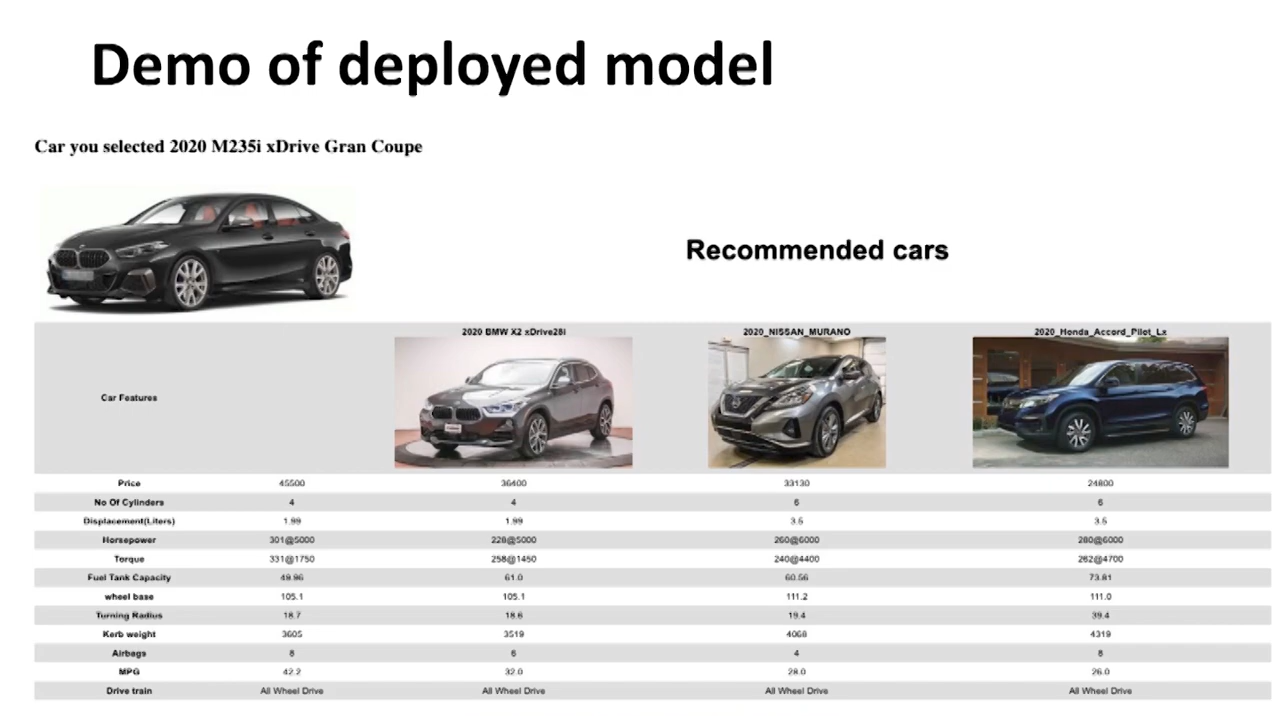 Demo of deployed model
Car you selected 2020 M235i xDrive Gran Coupe
Recommended cars
2020 BMW X2 xDrive28i 2020_NISSAN_MURANO 2020_Honda_Accord_Pilot_Lx
Car Features
Price 45500 36400 33130 24800
No Of Cylinders 4 4 6 6
Displacement(Liters) 1.99 1.99 3.5 3.5
Horsepower 301@5000 228@5000 260@6000 280@6000
Torque 331@1750 258@1450 240@4400 262@4700
Fuel Tank Capacity 49.96 61.0 60.56 73.81
wheel base 105.1 105.1 111.2 111.0
Turning Radius 18.7 18.6 19.4 39.4
Kerb weight 3605 3519 4068 4319
Airbags 8 6 4 8
MPG 42.2 32.0 28.0 26.0
Drive train All Wheel Drive All Wheel Drive All Wheel Drive All Wheel Drive